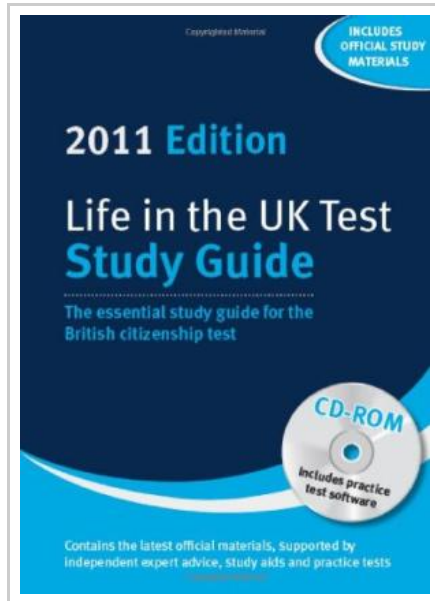 Copyrighted Material
INCLUDES
OFFICIAL STUDY
MATERIALS
2011 Edition
Life in the UK Test
Study Guide
The essential study guide for the
British citizenship test
CD-ROM
Includes practice
test software
Contains the latest official materials, supported by
independent expert advice, study aids and practice tests
Copyrighted Material